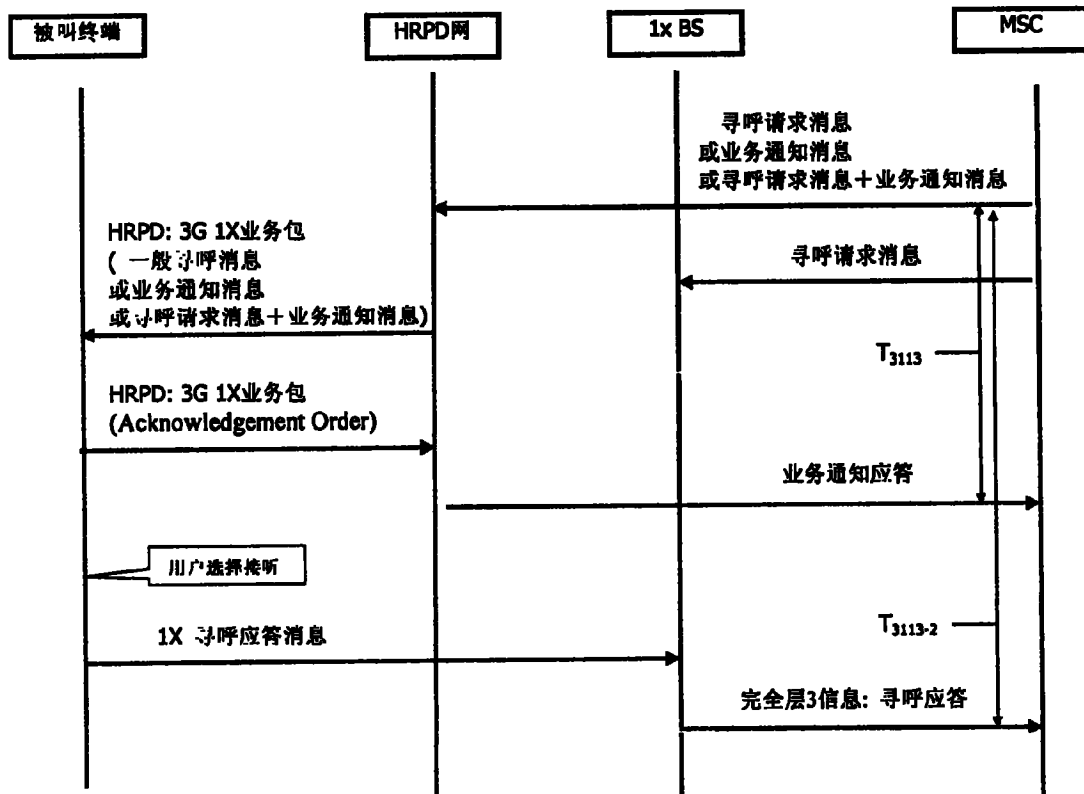 被叫终端
HRPD网
1x BS
MSC
寻呼请求消息
或业务通知消息
或寻呼请求消息＋业务通知消息
HRPD: 3G 1X业务包
( 一般寻呼消息
或业务通知消息
或寻呼请求消息＋业务通知消息)
寻呼请求消息
T3113
HRPD: 3G 1X业务包
(Acknowledgement Order)
业务通知应答
用户选择接听
1X 寻呼应答消息
T3113-2
完全层3信息: 寻呼应答